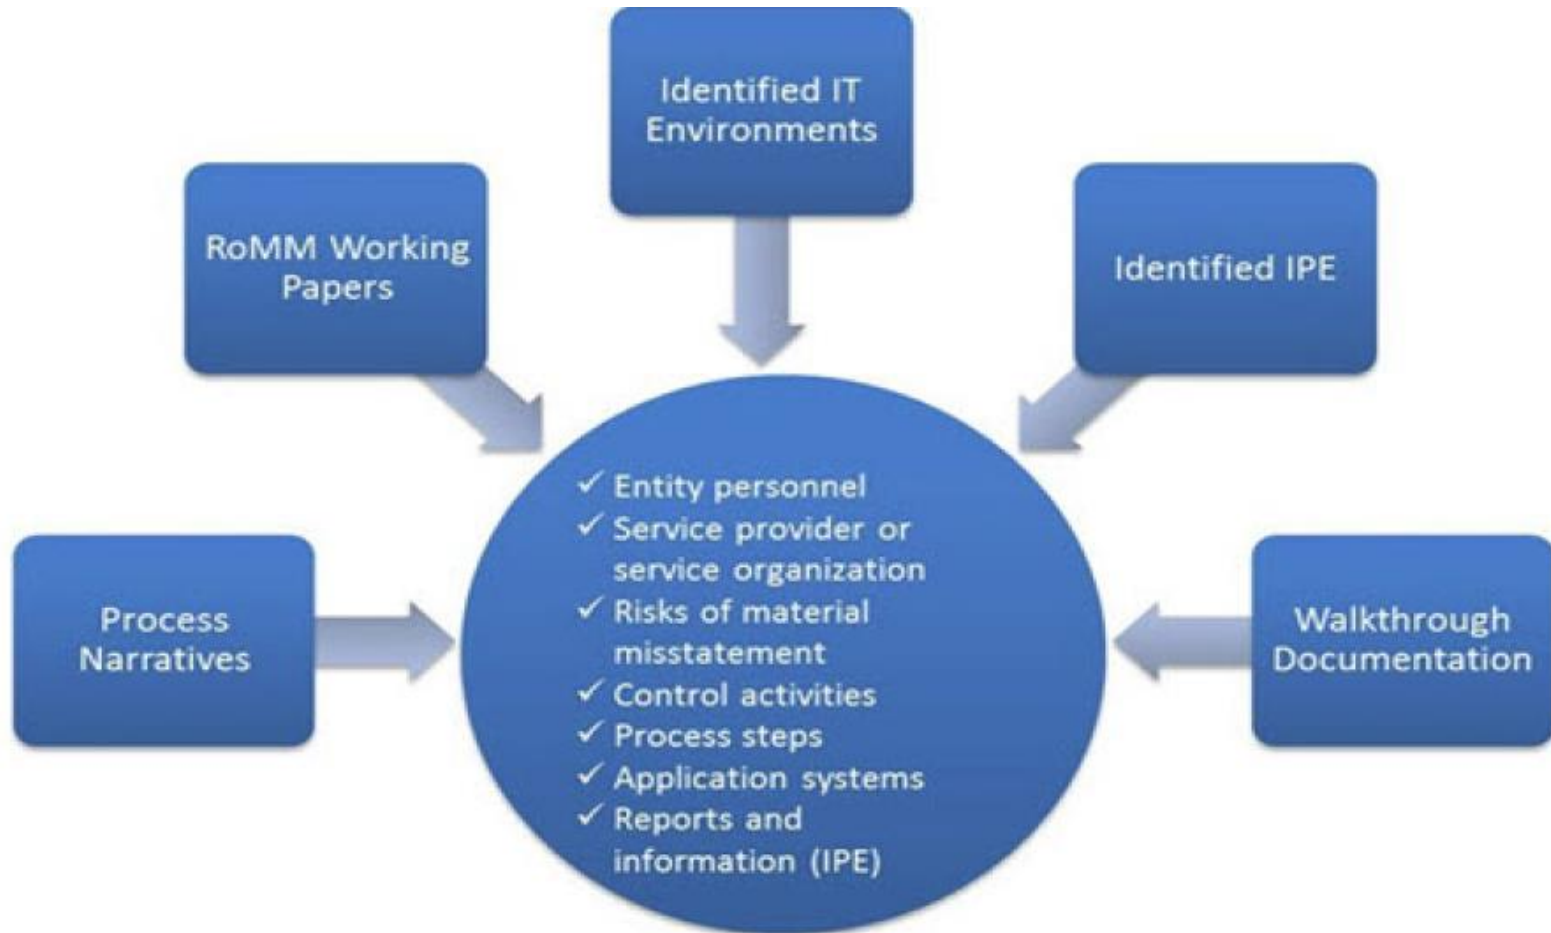 Identified IT
Environments
RoMM Working
Papers
Identified IPE
Process
Narratives
✓ Entity personnel
✓ Service provider or
service organization
✓ Risks of material
misstatement
✓ Control activities
✓ Process steps
✓ Application systems
✓ Reports and
information (IPE)
Walkthrough
Documentation